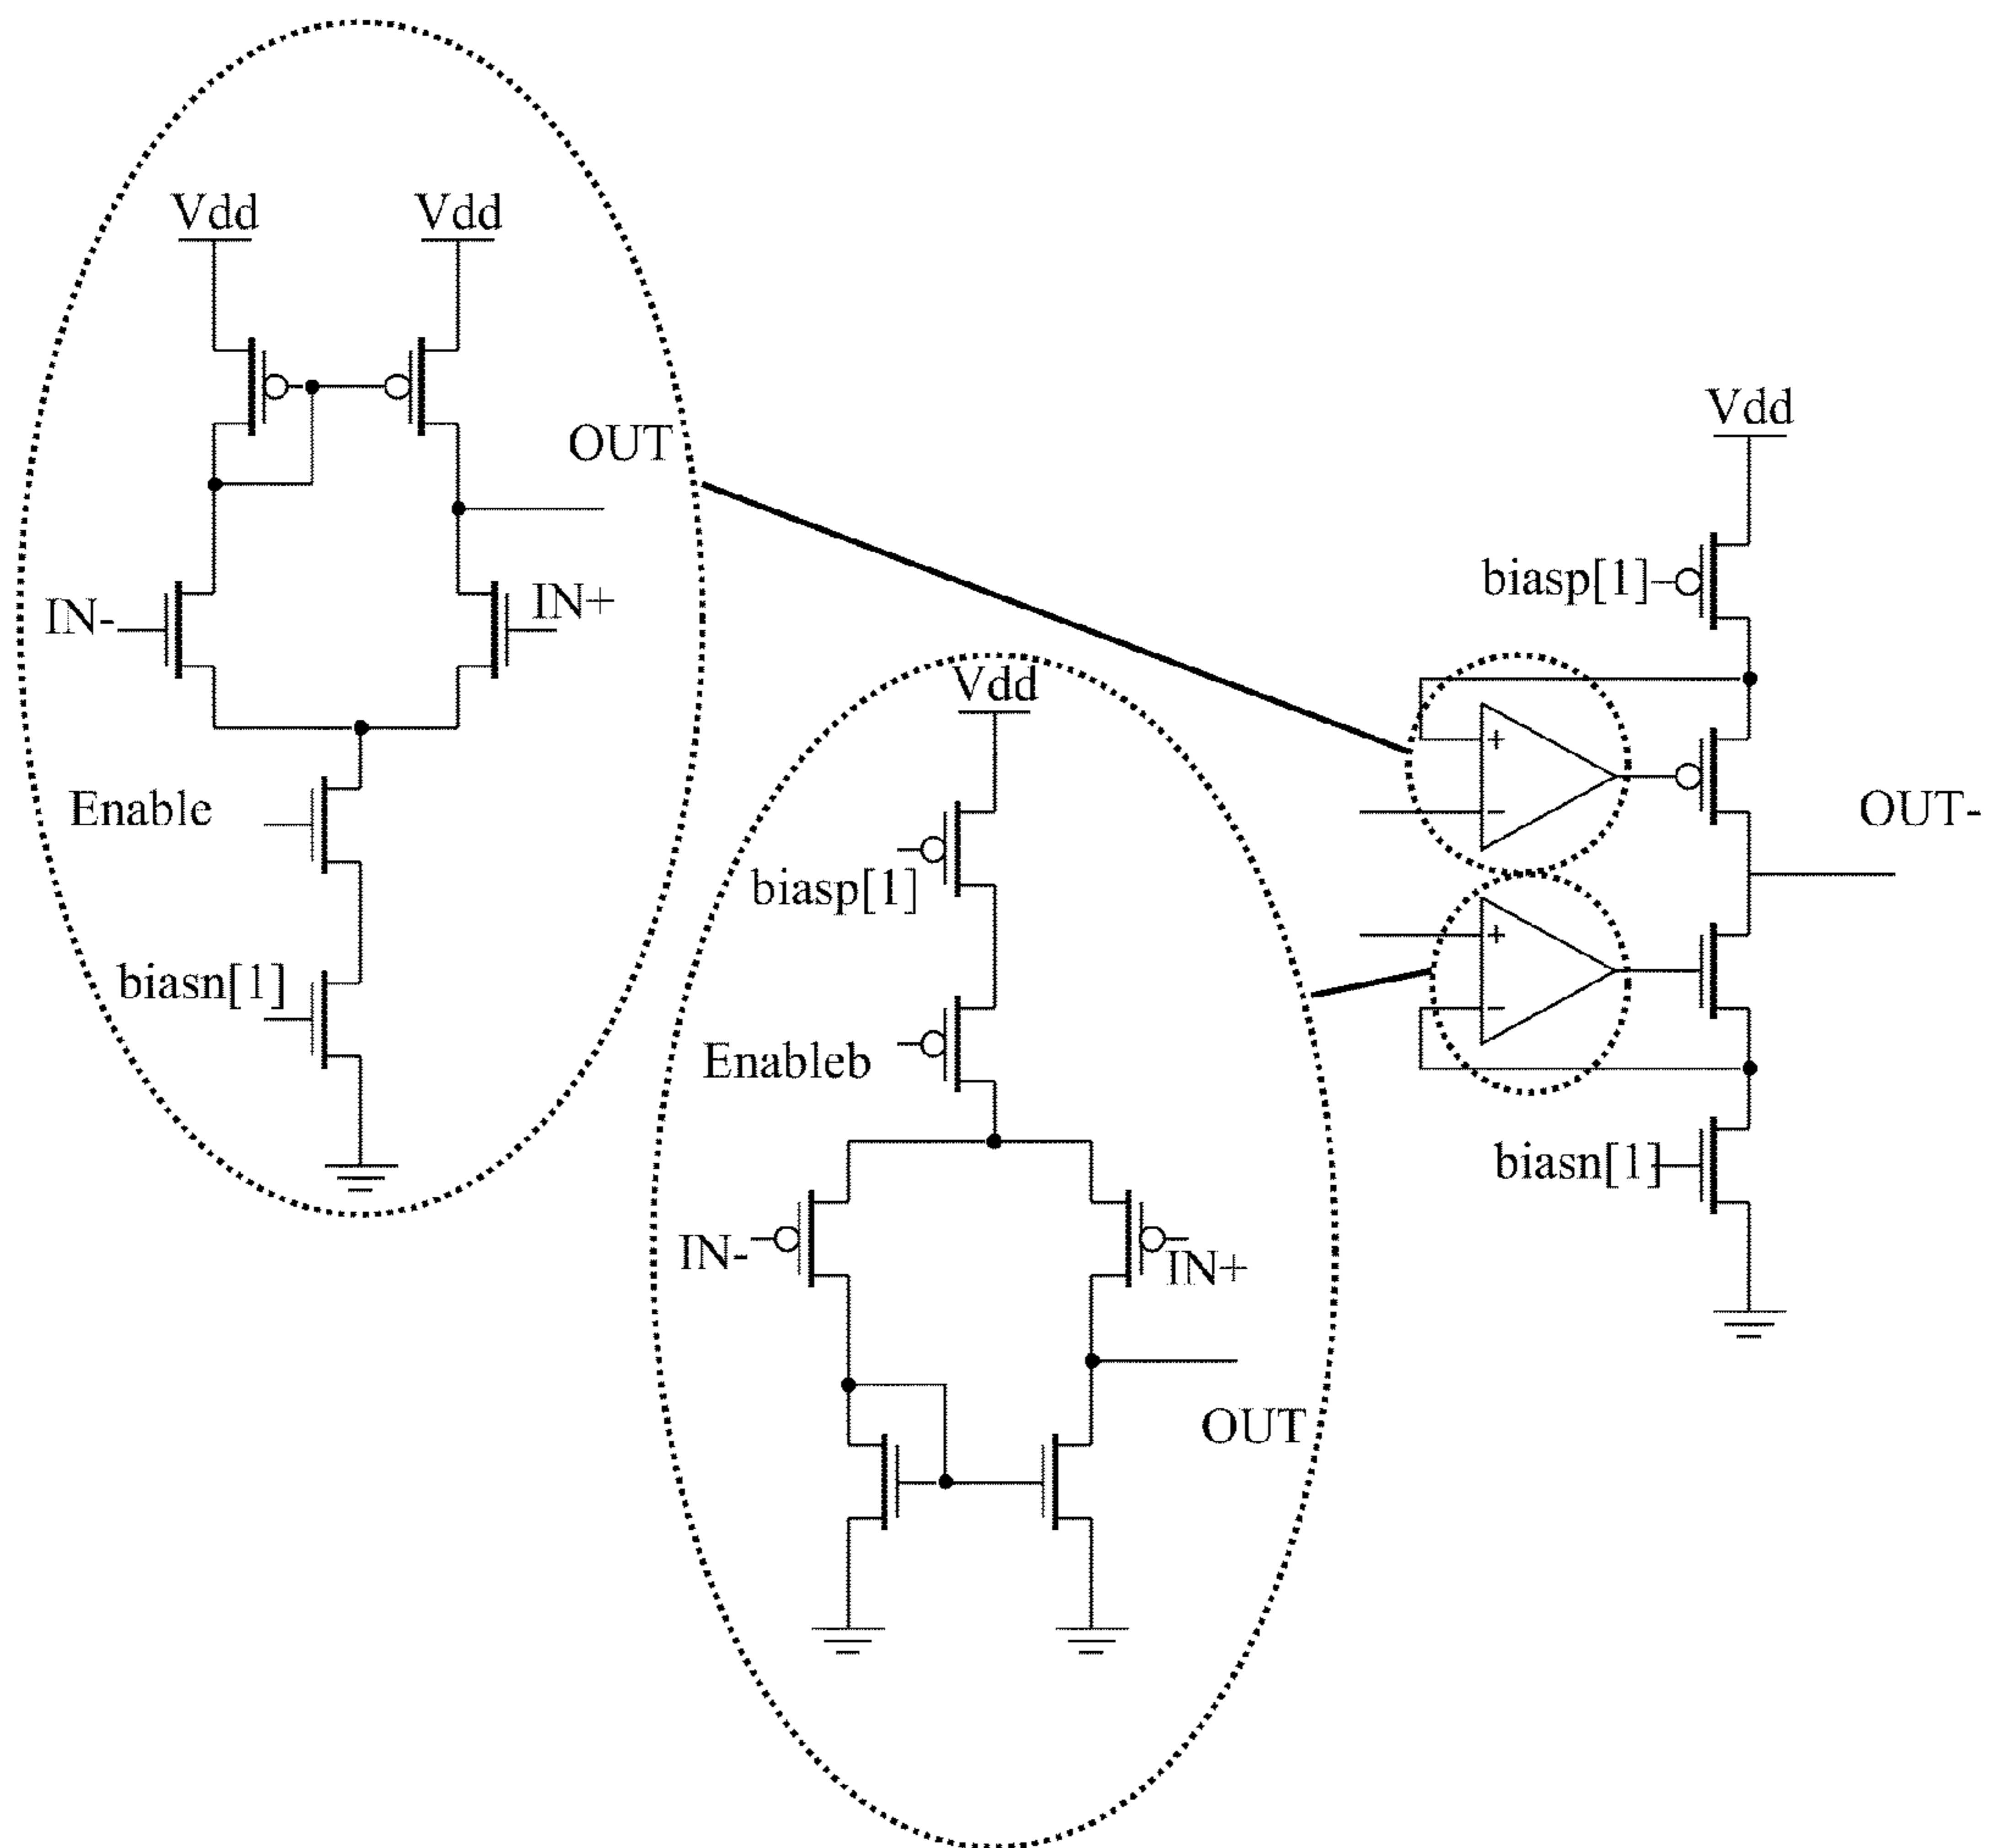 Vdd
Vdd
OUT
IN-
IN+
Enable
biasn[1]
Vdd
biasp[1]
Enableb
IN-
IN+
OUT
Vdd
biasp[1]
+
-
OUT-
+
-
biasn[1]